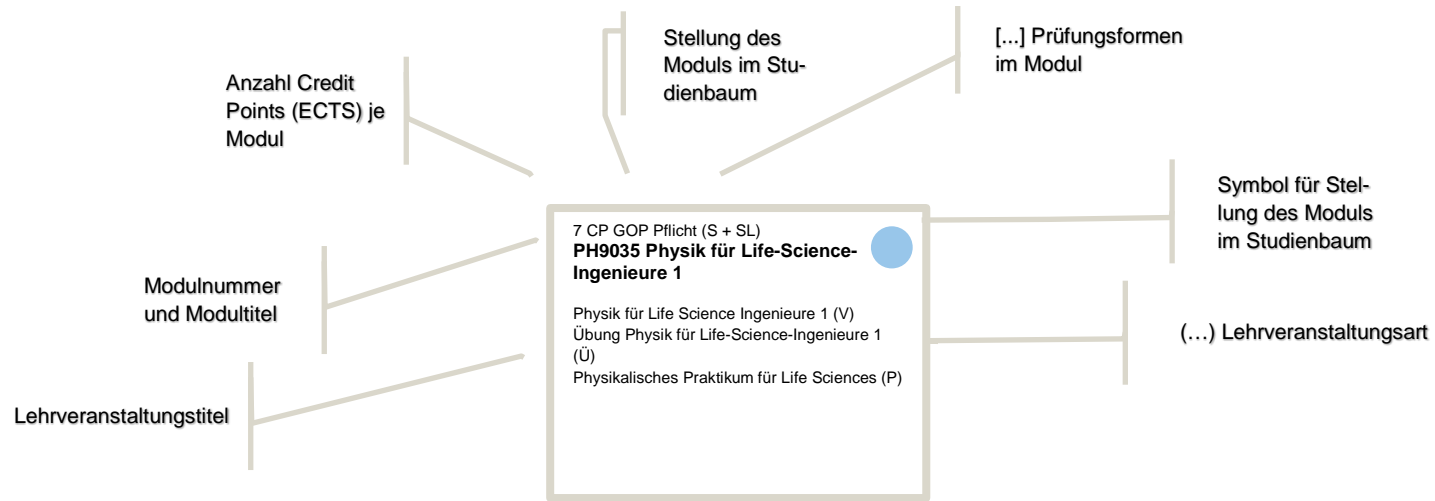 Stellung des
Moduls im Stu-
dienbaum
[...] Prüfungsformen
im Modul
Anzahl Credit
Points (ECTS) je
Modul
Symbol für Stel-
lung des Moduls
im Studienbaum
7 CP GOP Pflicht (S + SL)
PH9035 Physik für Life-Science-
Ingenieure 1
Modulnummer
und Modultitel
Physik für Life Science Ingenieure 1 (V)
Übung Physik für Life-Science-Ingenieure 1
(Ü)
Physikalisches Praktikum für Life Sciences (P)
(…) Lehrveranstaltungsart
Lehrveranstaltungstitel